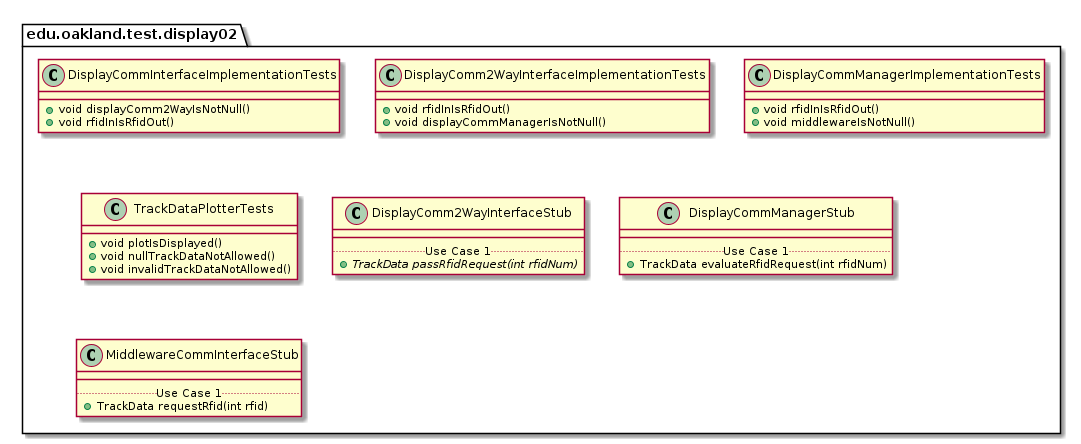 edu.oakland.test.display02
C DisplayCommInterfaceImplementationTests
void displayComm2WayIsNotNull()
void rfidInIsRfidOut()
C DisplayComm2WayInterfaceImplementationTests
void rfidInIsRfidOut()
void displayCommManagerIsNotNull()
C DisplayCommManagerImplementationTests
void rfidInIsRfidOut()
void middlewareIsNotNull()
C TrackDataPlotterTests
void plotIsDisplayed()
void nullTrackDataNotAllowed()
void invalidTrackDataNotAllowed()
C DisplayComm2WayInterfaceStub
Use Case 1
TrackData passRfidRequest(int rfidNum)
C DisplayCommManagerStub
Use Case 1
TrackData evaluateRfidRequest(int rfidNum)
C MiddlewareCommInterfaceStub
Use Case 1
TrackData requestRfid(int rfid)